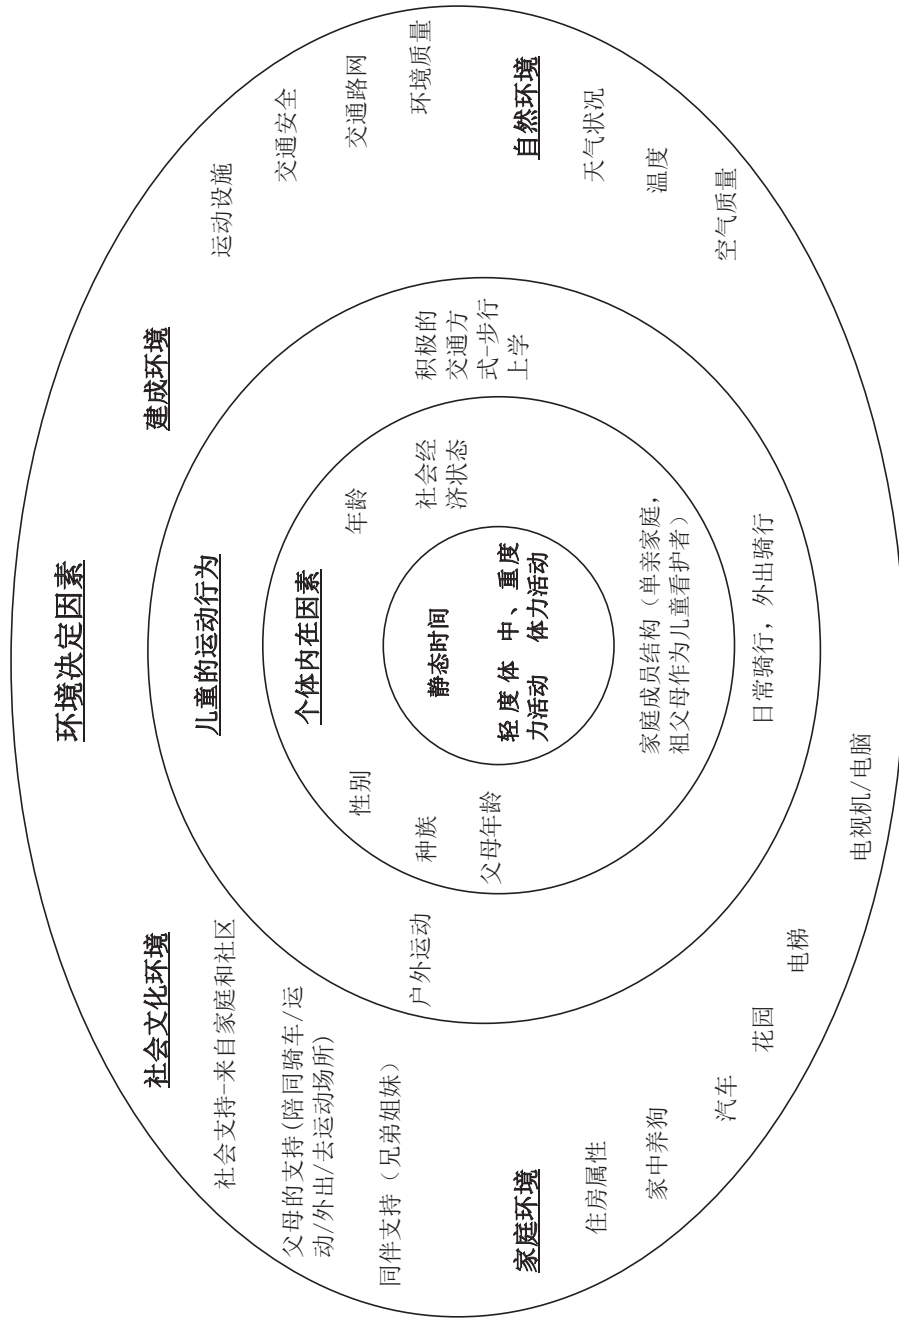 环境决定因素
社会文化环境
社会支持-来自家庭和社区
父母的支持(陪同骑车/运
动/外出/去运动场所)
同伴支持（兄弟姐妹）
建成环境
运动设施
交通安全
交通路网
环境质量
儿童的运动行为
户外运动
积极的
交通方
式-步行
上学
日常骑行，外出骑行
个体内在因素
性别
种族
父母年龄
年龄
社会经
济状态
家庭成员结构（单亲家庭，
祖父母作为儿童看护者）
静态时间
轻度体
力活动
中、重度
体力活动
家庭环境
住房属性
家中养狗
汽车
花园
电梯
电视机/电脑
自然环境
天气状况
温度
空气质量